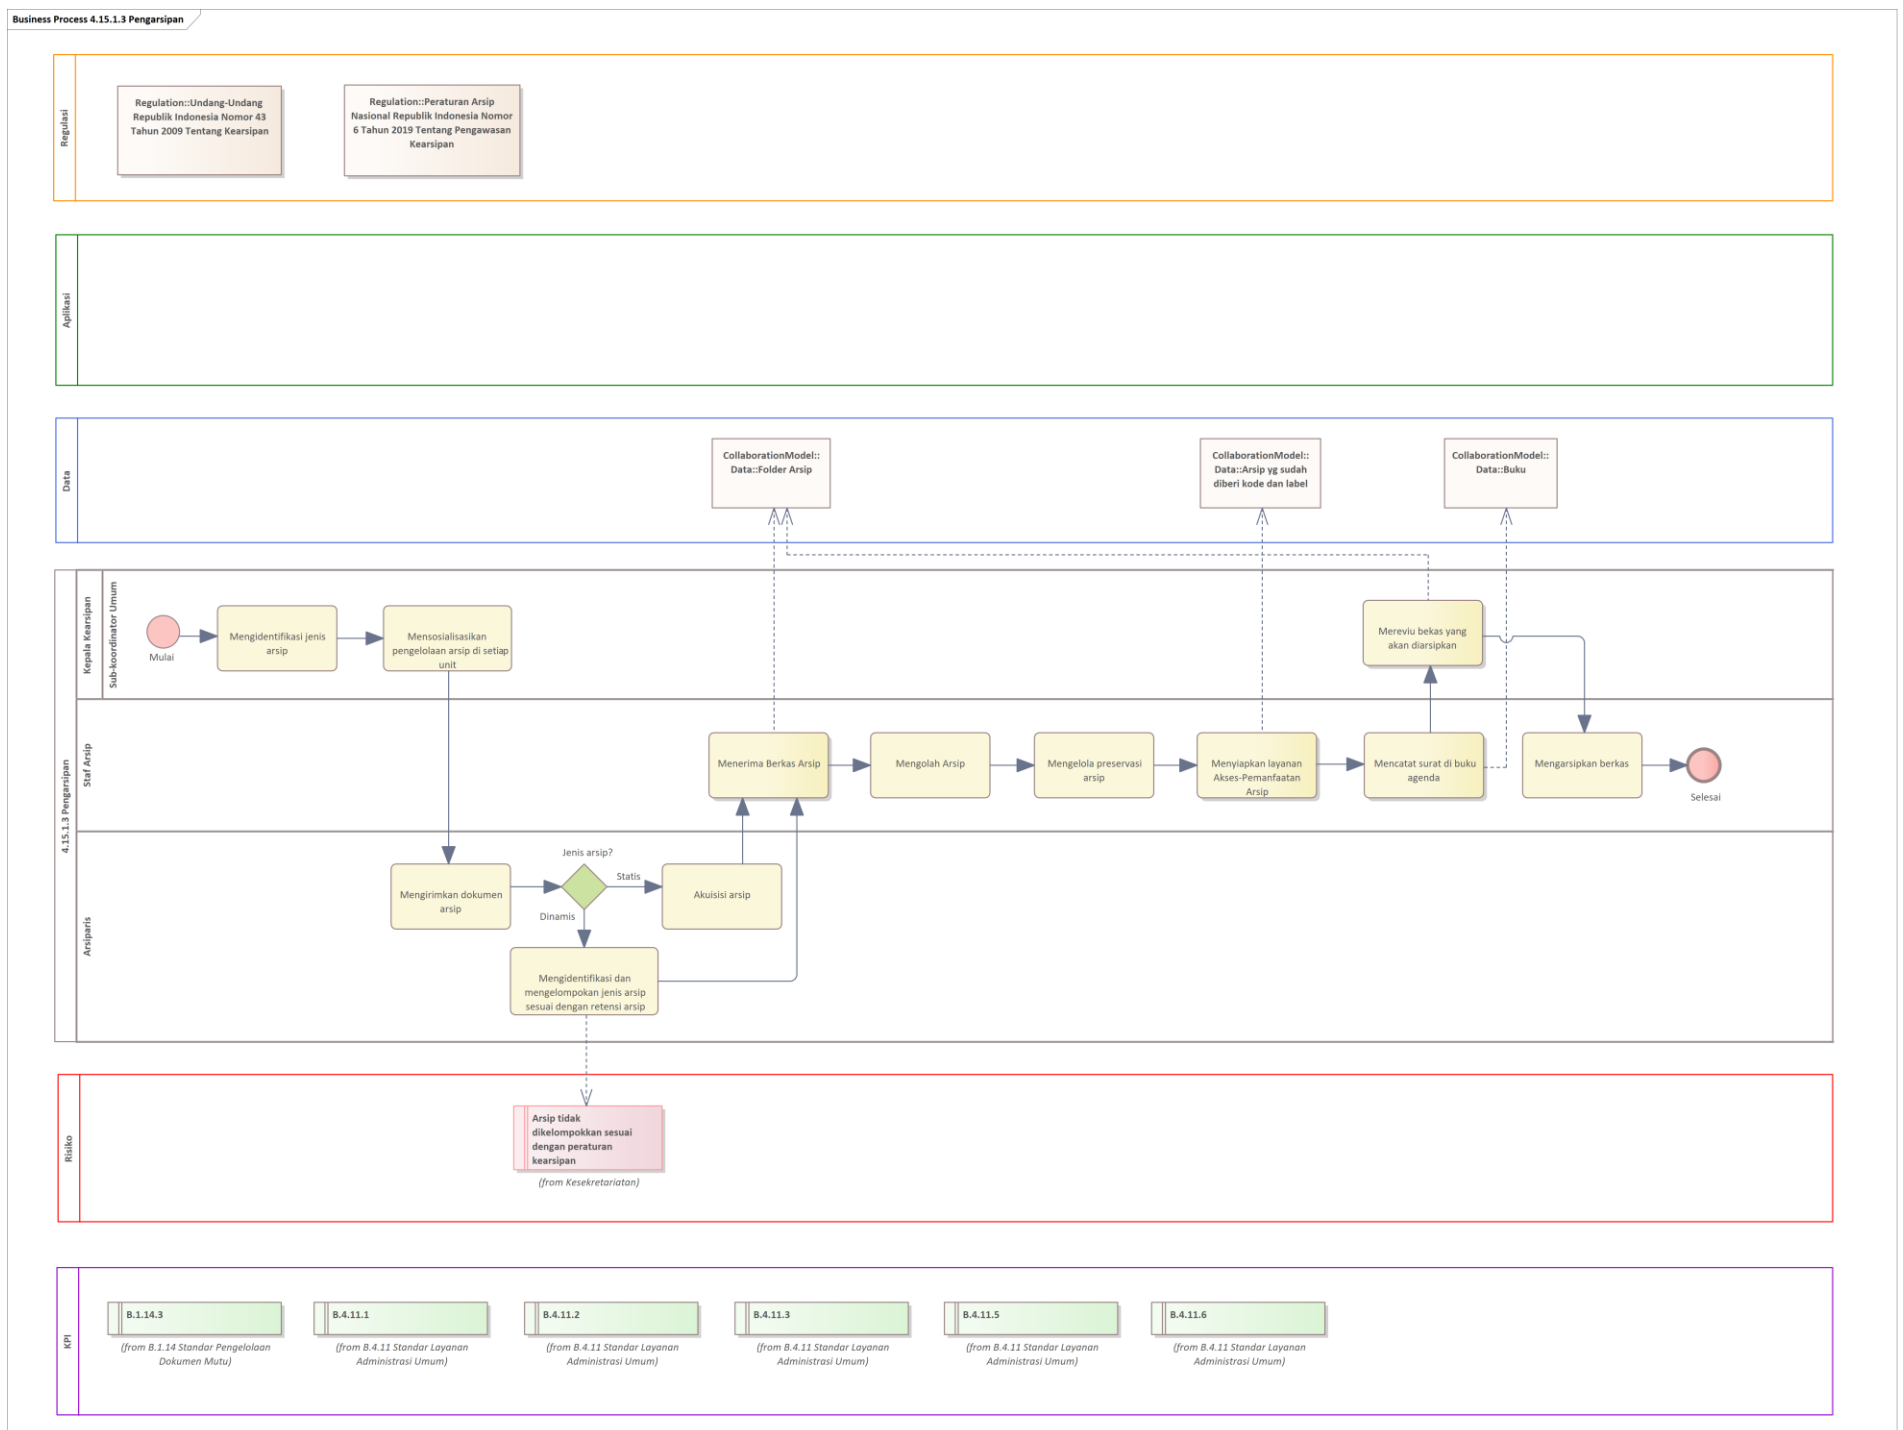 Business Process 4.15.1.3 Pengarsipan
Regulasi
Regulation::Undang-Undang
Republik Indonesia Nomor 43
Tahun 2009 Tentang Kearsipan
Regulation::Peraturan Arsip
Nasional Republik Indonesia Nomor
6 Tahun 2019 Tentang Pengawasan
Kearsipan
Aplikasi
Data
CollaborationModel::
Data::Folder Arsip
CollaborationModel::
Data::Arsip yg sudah
diberi kode dan label
CollaborationModel::
Data::Buku
4.15.1.3 Pengarsipan
Kepala Kearsipan
Sub-koordinator Umum
Mulai
Mengidentifikasi jenis
arsip
Mensosialisasikan
pengelolaan arsip di setiap
unit
Mereviu bekas yang
akan diarsipkan
Staf Arsip
Menerima Berkas Arsip
Mengolah Arsip
Mengelola preservasi
arsip
Menyiapkan layanan
Akses-Pemanfaatan
Arsip
Mencatat surat di buku
agenda
Mengarsipkan berkas
Selesai
Arsiparis
Mengirimkan dokumen
arsip
Jenis arsip?
Statis
Dinamis
Akuisisi arsip
Mengidentifikasi dan
mengelompokan jenis arsip
sesuai dengan retensi arsip
Risiko
Arsip tidak
dikelompokkan sesuai
dengan peraturan
kearsipan
(from Kesekretariatan)
KPI
B.1.14.3
(from B.1.14 Standar Pengelolaan
Dokumen Mutu)
B.4.11.1
(from B.4.11 Standar Layanan
Administrasi Umum)
B.4.11.2
(from B.4.11 Standar Layanan
Administrasi Umum)
B.4.11.3
(from B.4.11 Standar Layanan
Administrasi Umum)
B.4.11.5
(from B.4.11 Standar Layanan
Administrasi Umum)
B.4.11.6
(from B.4.11 Standar Layanan
Administrasi Umum)